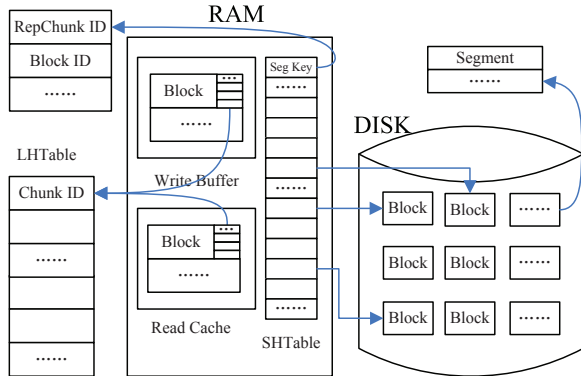 RepChunk ID
Block ID
......
LHTable
Chunk ID
......
......
RAM
Block
...
......
Write Buffer
Block
...
......
Read Cache
Seg Key
......
......
......
SHTable
Segment
......
DISK
Block
Block
......
Block
Block
......
Block
Block
......